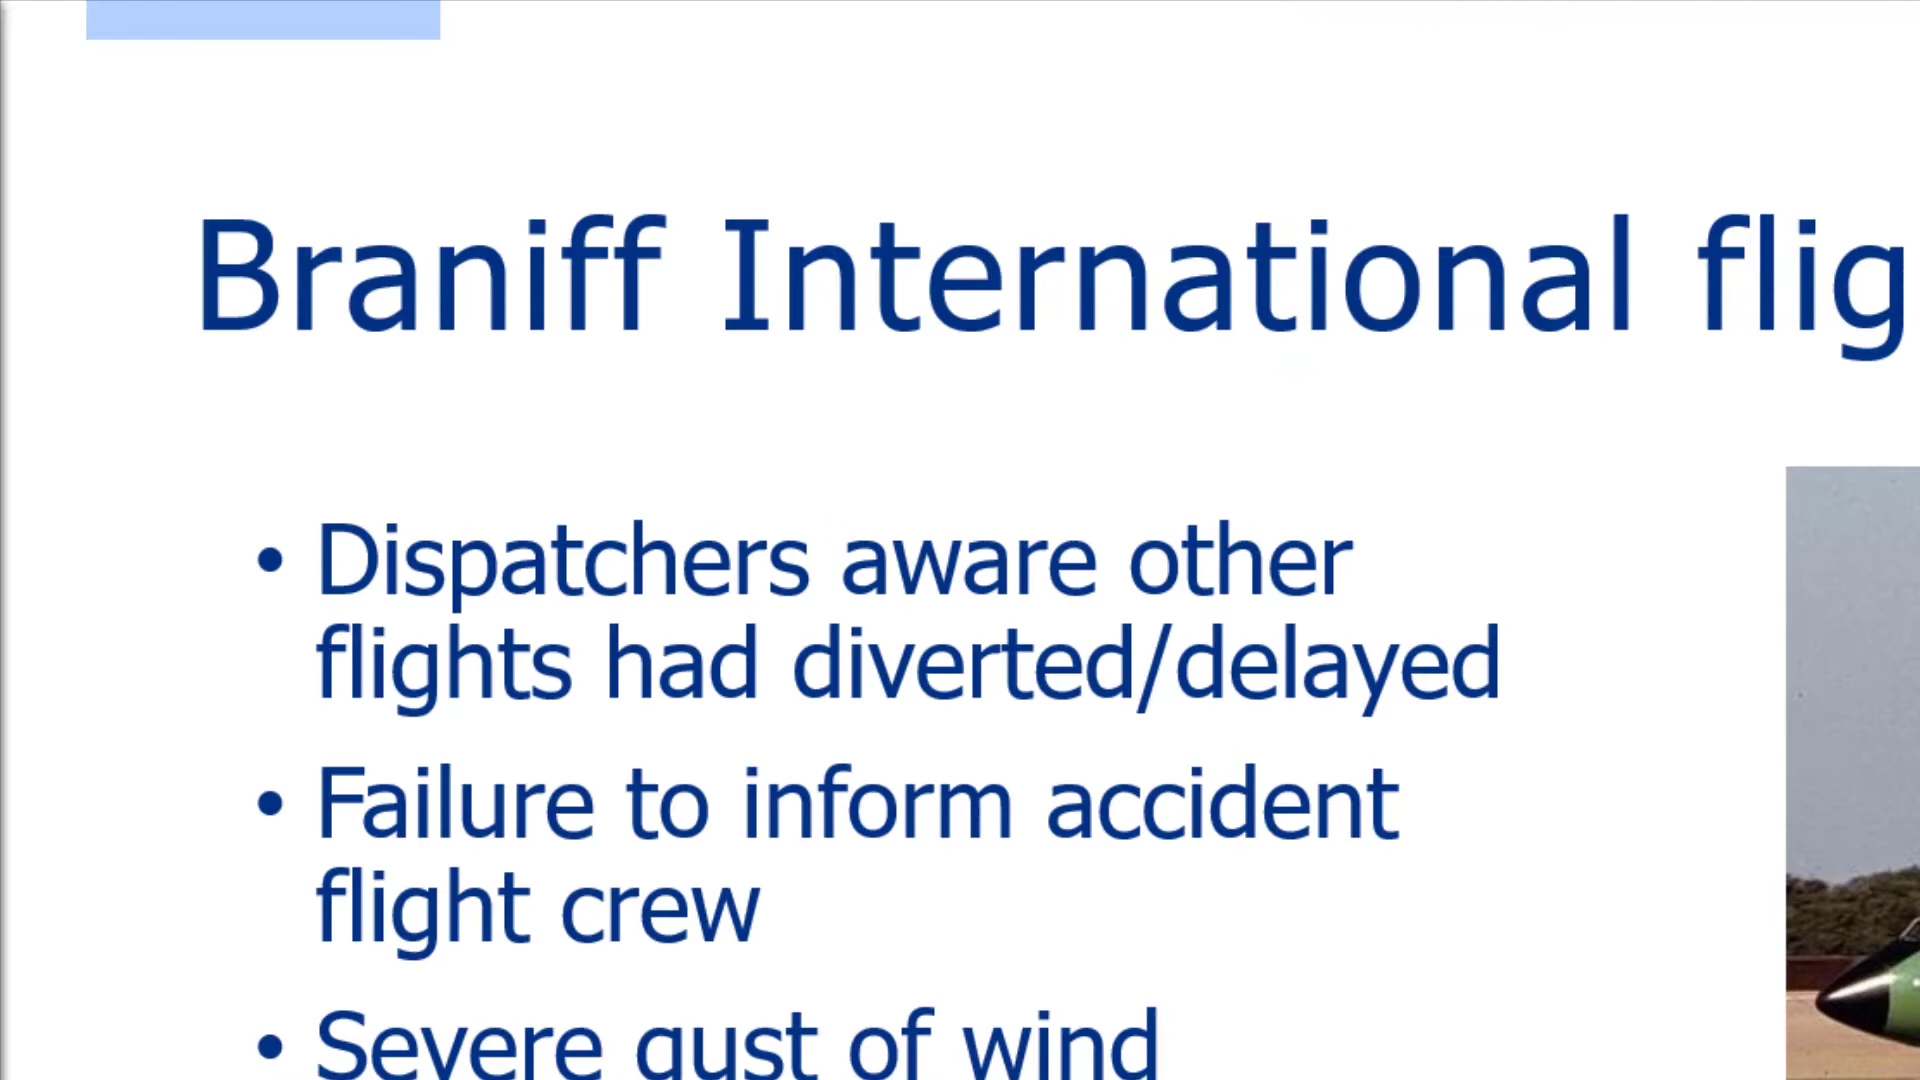 Braniff International flig
• Dispatchers aware other
flights had diverted/delayed
• Failure to inform accident
flight crew
• Severe gust of wind